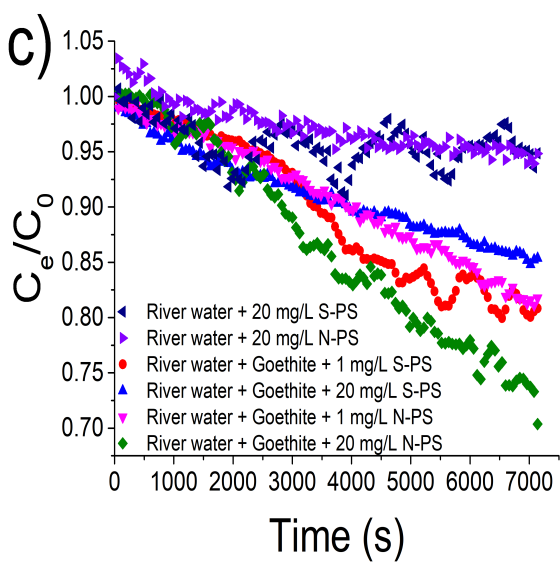 c)
1.05
1.00
0.95
0.90
0.85
0.80
0.75
0.70
Ce/C0
River water + 20 mg/L S-PS
River water + 20 mg/L N-PS
River water + Goethite + 1 mg/L S-PS
River water + Goethite + 20 mg/L S-PS
River water + Goethite + 1 mg/L N-PS
River water + Goethite + 20 mg/L N-PS
0 1000 2000 3000 4000 5000 6000 7000
Time (s)